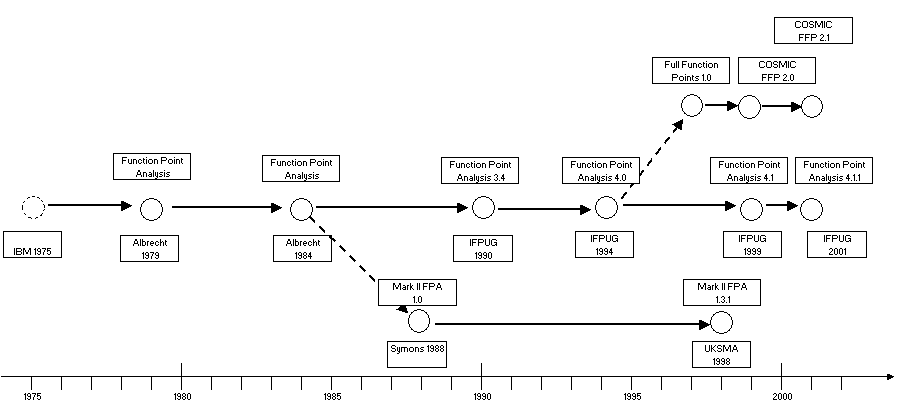 COSMIC
FFP 2.1
Full Function
Points 1.0
COSMIC
FFP 2.0
Function Point
Analysis
Function Point
Analysis
Function Point
Analysis 3.4
Function Point
Analysis 4.0
Function Point
Analysis 4.1
Function Point
Analysis 4.1.1
IBM 1975
Albrecht
1979
Albrecht
1984
IFPUG
1990
IFPUG
1994
IFPUG
1999
IFPUG
2001
Mark II FPA
1.0
Mark II FPA
1.3.1
Symons 1988
UKSMA
1998
1975
1980
1985
1990
1995
2000